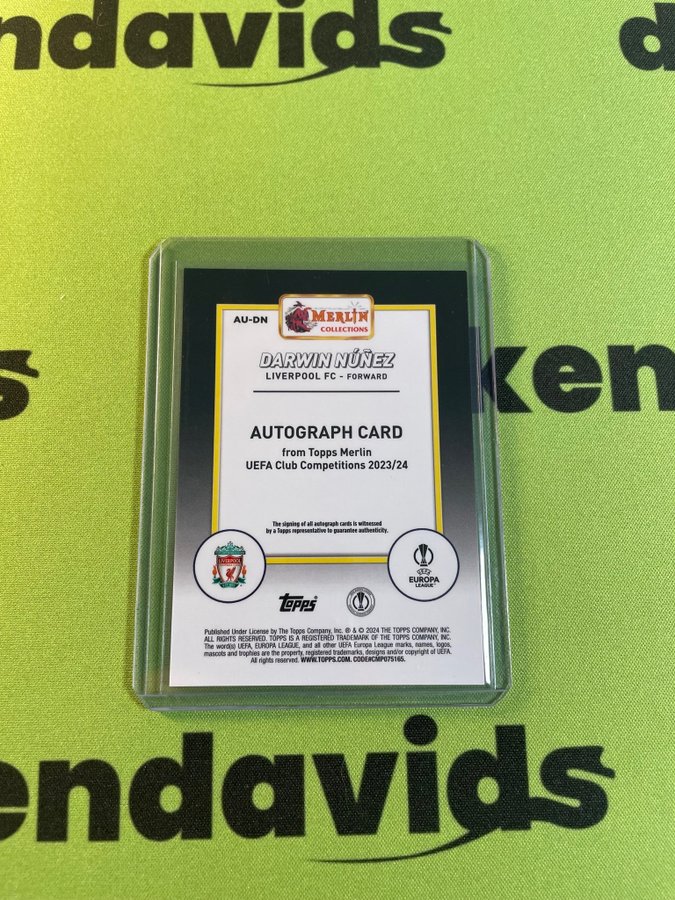 endavids
d
AU-DN
MERLIN
COLLECTIONS
DARWIN NÚÑEZ
LIVERPOOL FC - FORWARD
ken
AUTOGRAPH CARD
from Topps Merlin
UEFA Club Competitions 2023/24
The signing of all autograph cards is witnessed
by a Topps representative to guarantee authenticity.
LIVERPOOL
UEFA
EUROPA
LEAGUE
topps
Published Under License by The Topps Company, Inc. ® & © 2024 THE TOPPS COMPANY, INC.
ALL RIGHTS RESERVED. TOPPS IS A REGISTERED TRADEMARK OF THE TOPPS COMPANY, INC.
The word(s) UEFA, EUROPA LEAGUE, and all other UEFA Europa League marks, names, logos,
mascots and trophies are the property, registered trademarks, designs and/or copyright of UEFA.
All rights reserved. WWW.TOPPS.COM. CODE#CMP075165.
endavids